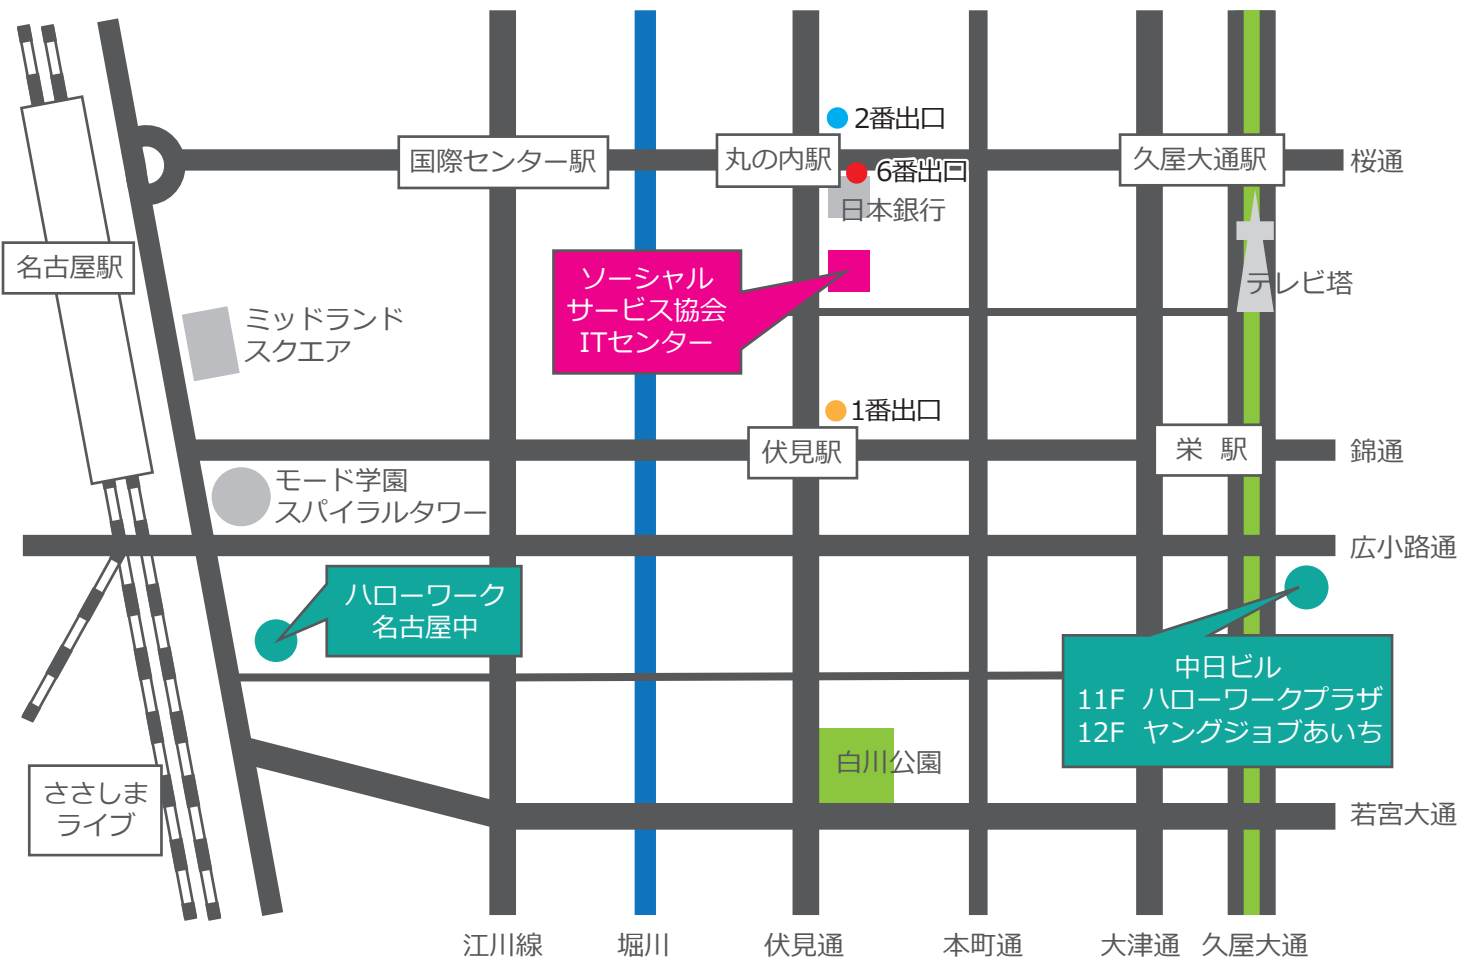 2番出口
国際センター駅
丸の内駅
久屋大通駅
桜通
6番出口
日本銀行
名古屋駅
ソーシャル
サービス協会
ITセンター
テレビ塔
ミッドランド
スクエア
1番出口
伏見駅
栄 駅
錦通
モード学園
スパイラルタワー
広小路通
ハローワーク
名古屋中
中日ビル
11F ハローワークプラザ
12F ヤングジョブあいち
白川公園
ささしま
ライブ
若宮大通
江川線
堀川
伏見通
本町通
大津通
久屋大通